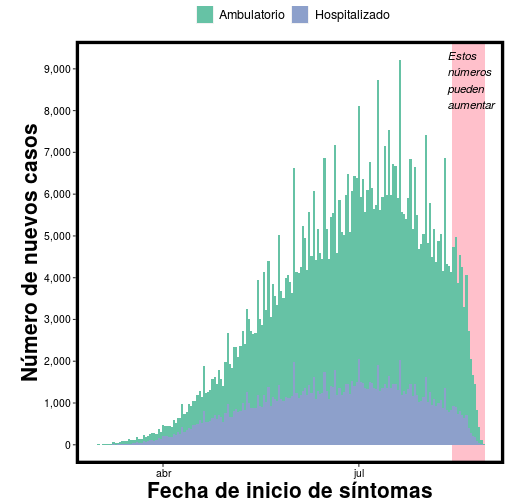 Ambulatorio Hospitalizado
Estos
números
pueden
aumentar
9,000
8,000
7,000
6,000
5,000
4,000
3,000
2,000
1,000
0
Número de nuevos casos
abr jul
Fecha de inicio de síntomas